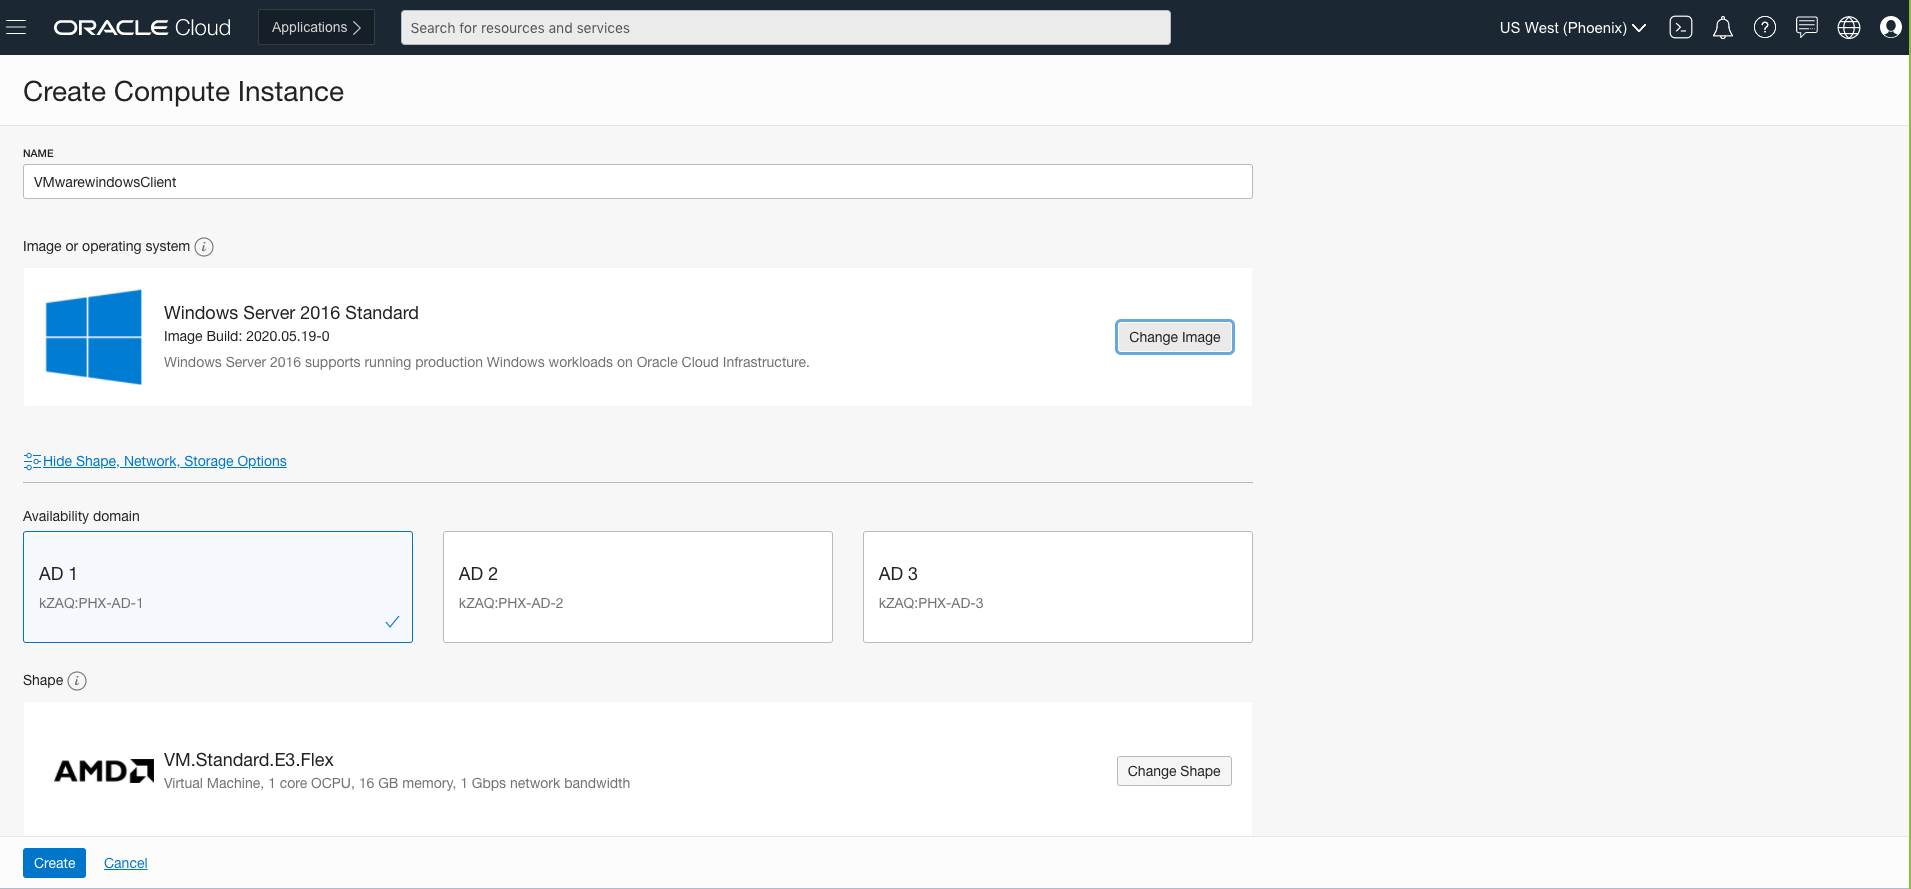 ORACLE Cloud
Applications
Search for resources and services
US West (Phoenix)
Create Compute Instance
NAME
VMwarewindowsClient
Image or operating system i
Windows Server 2016 Standard
Image Build: 2020.05.19-0
Windows Server 2016 supports running production Windows workloads on Oracle Cloud Infrastructure.
Change Image
Hide Shape, Network, Storage Options
Availability domain
AD 1
kZAQ:PHX-AD-1
AD 2
kZAQ:PHX-AD-2
AD 3
kZAQ:PHX-AD-3
Shape i
AMD
VM.Standard.E3.Flex
Virtual Machine, 1 core OCPU, 16 GB memory, 1 Gbps network bandwidth
Change Shape
Create
Cancel